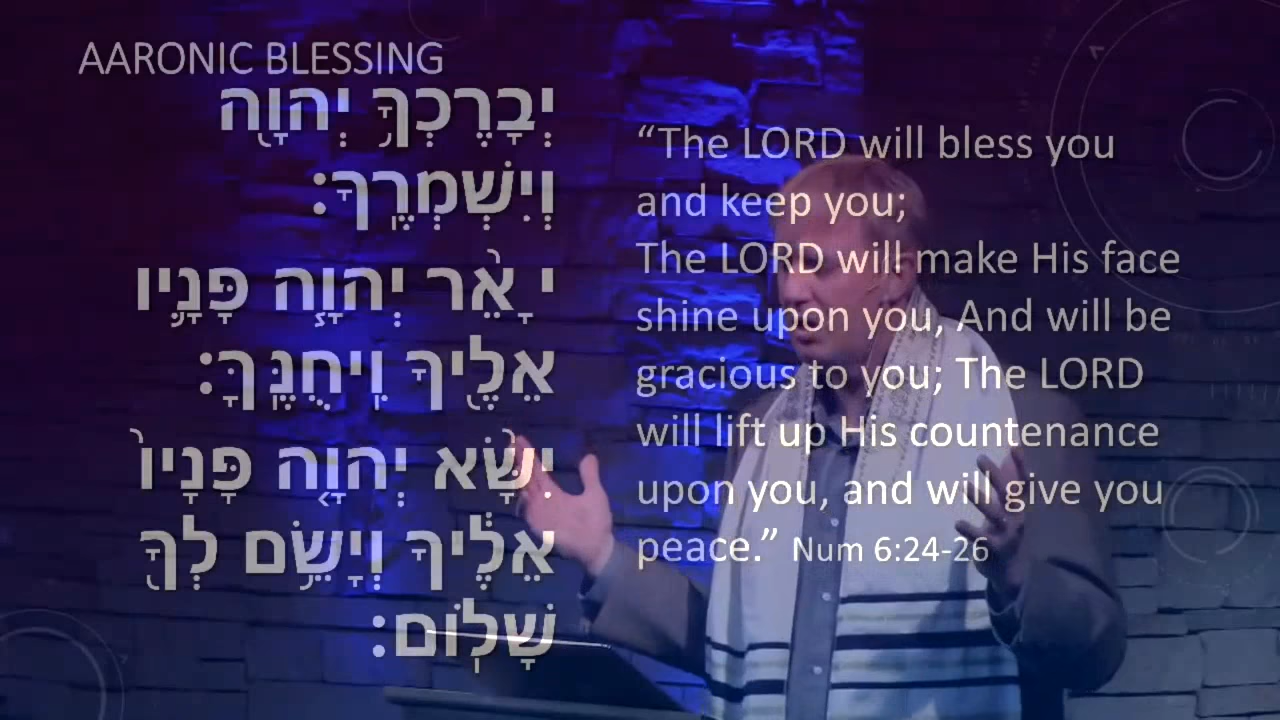 AARONIC BLESSING
יְבָרֶכְךָ֥ יְהוָ֖ה
וְיִשְׁמְרֶֽךָ׃
יָאֵ֨ר יְהוָ֧ה פָּנָ֛יו
אֵלֶ֖יךָ וִֽיחֻנֶּֽךָּ׃
יִשָּׂ֨א יְהוָ֤ה פָּנָיו֙
אֵלֶ֔יךָ וְיָשֵׂ֥ם לְךָ֖
שָׁלֽוֹם׃
“The LORD will bless you
and keep you;
The LORD will make His face
shine upon you, And will be
gracious to you; The LORD
will lift up His countenance
upon you, and will give you
peace.” Num 6:24-26